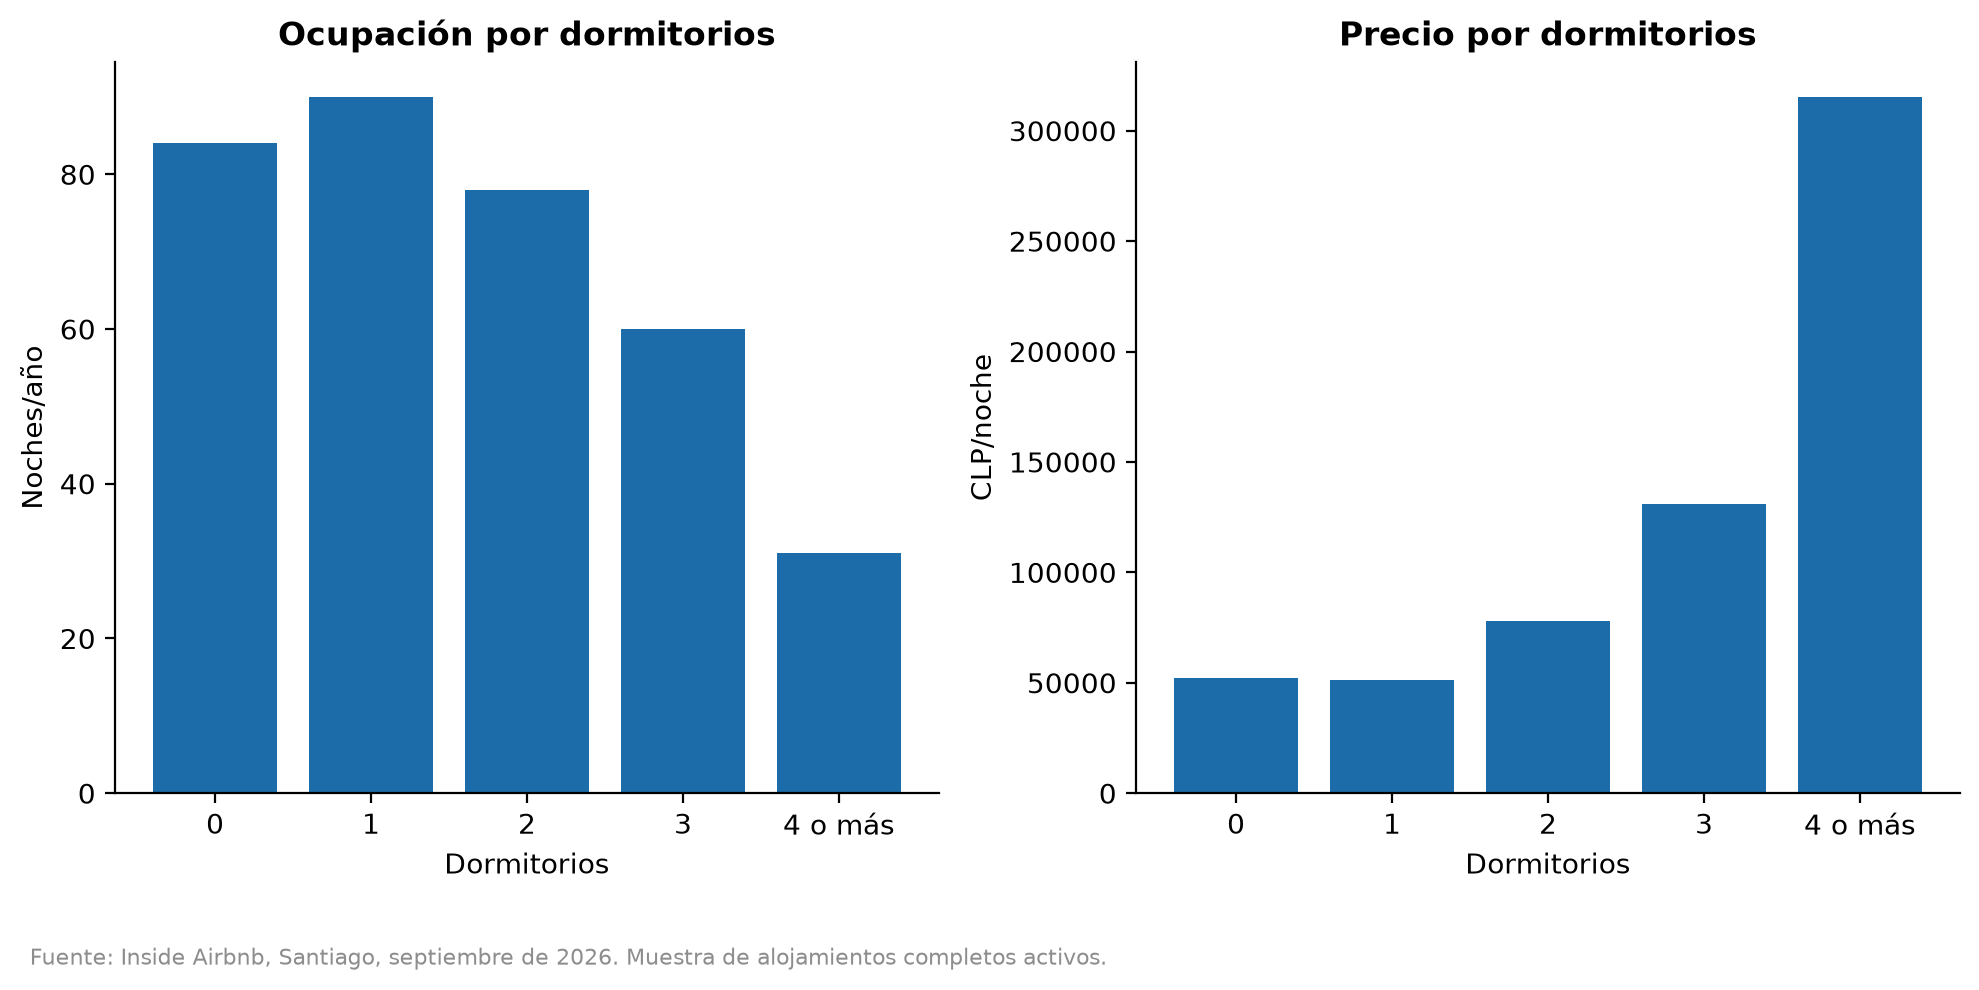 Ocupación por dormitorios
Noches/año
80
60
40
20
0
0 1 2 3 4 o más
Dormitorios
Precio por dormitorios
CLP/noche
300000
250000
200000
150000
100000
50000
0
0 1 2 3 4 o más
Dormitorios
Fuente: Inside Airbnb, Santiago, septiembre de 2026. Muestra de alojamientos completos activos.